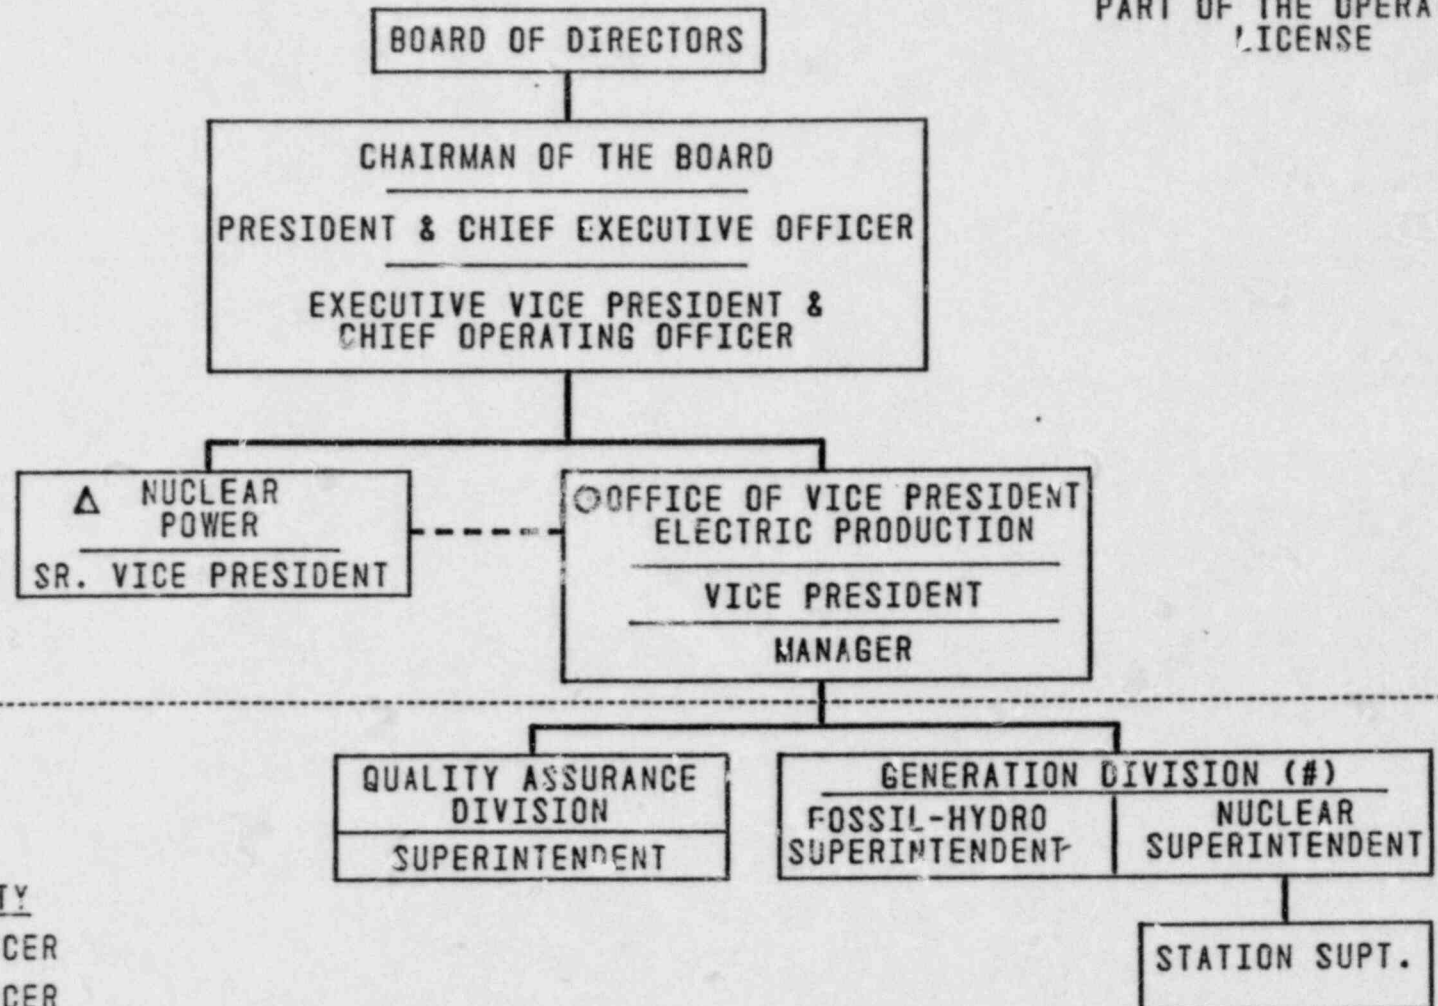 PART OF THE OPERA
LICENSE
BOARD OF DIRECTORS
CHAIRMAN OF THE BOARD
PRESIDENT & CHIEF EXECUTIVE OFFICER
EXECUTIVE VICE PRESIDENT &
CHIEF OPERATING OFFICER
Δ NUCLEAR
POWER
SR. VICE PRESIDENT
OFFICE OF VICE PRESIDENT
ELECTRIC PRODUCTION
VICE PRESIDENT
MANAGER
QUALITY ASSURANCE
DIVISION
SUPERINTENDENT
GENERATION DIVISION (#)
FOSSIL-HYDRO
SUPERINTENDENT
NUCLEAR
SUPERINTENDENT
TY
CER
CER
STATION SUPT.